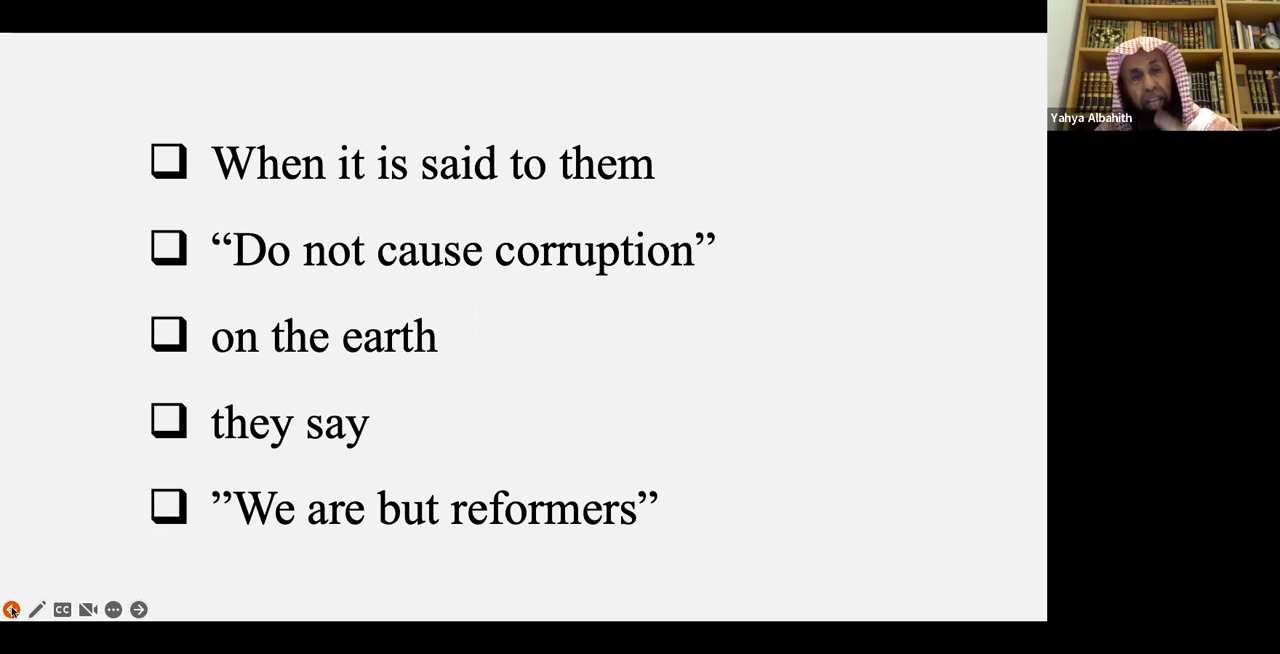 When it is said to them
“Do not cause corruption”
on the earth
they say
”We are but reformers”
Yahya Albahith
CC